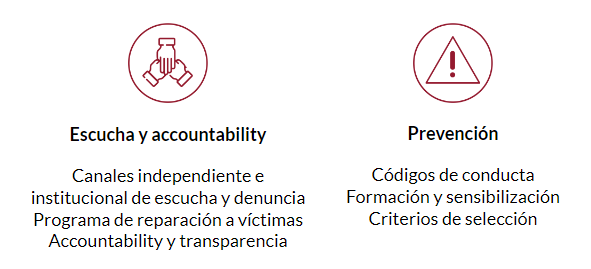 Escucha y accountability
Canales independiente e
institucional de escucha y denuncia
Programa de reparación a víctimas
Accountability y transparencia
Prevención
Códigos de conducta
Formación y sensibilización
Criterios de selección